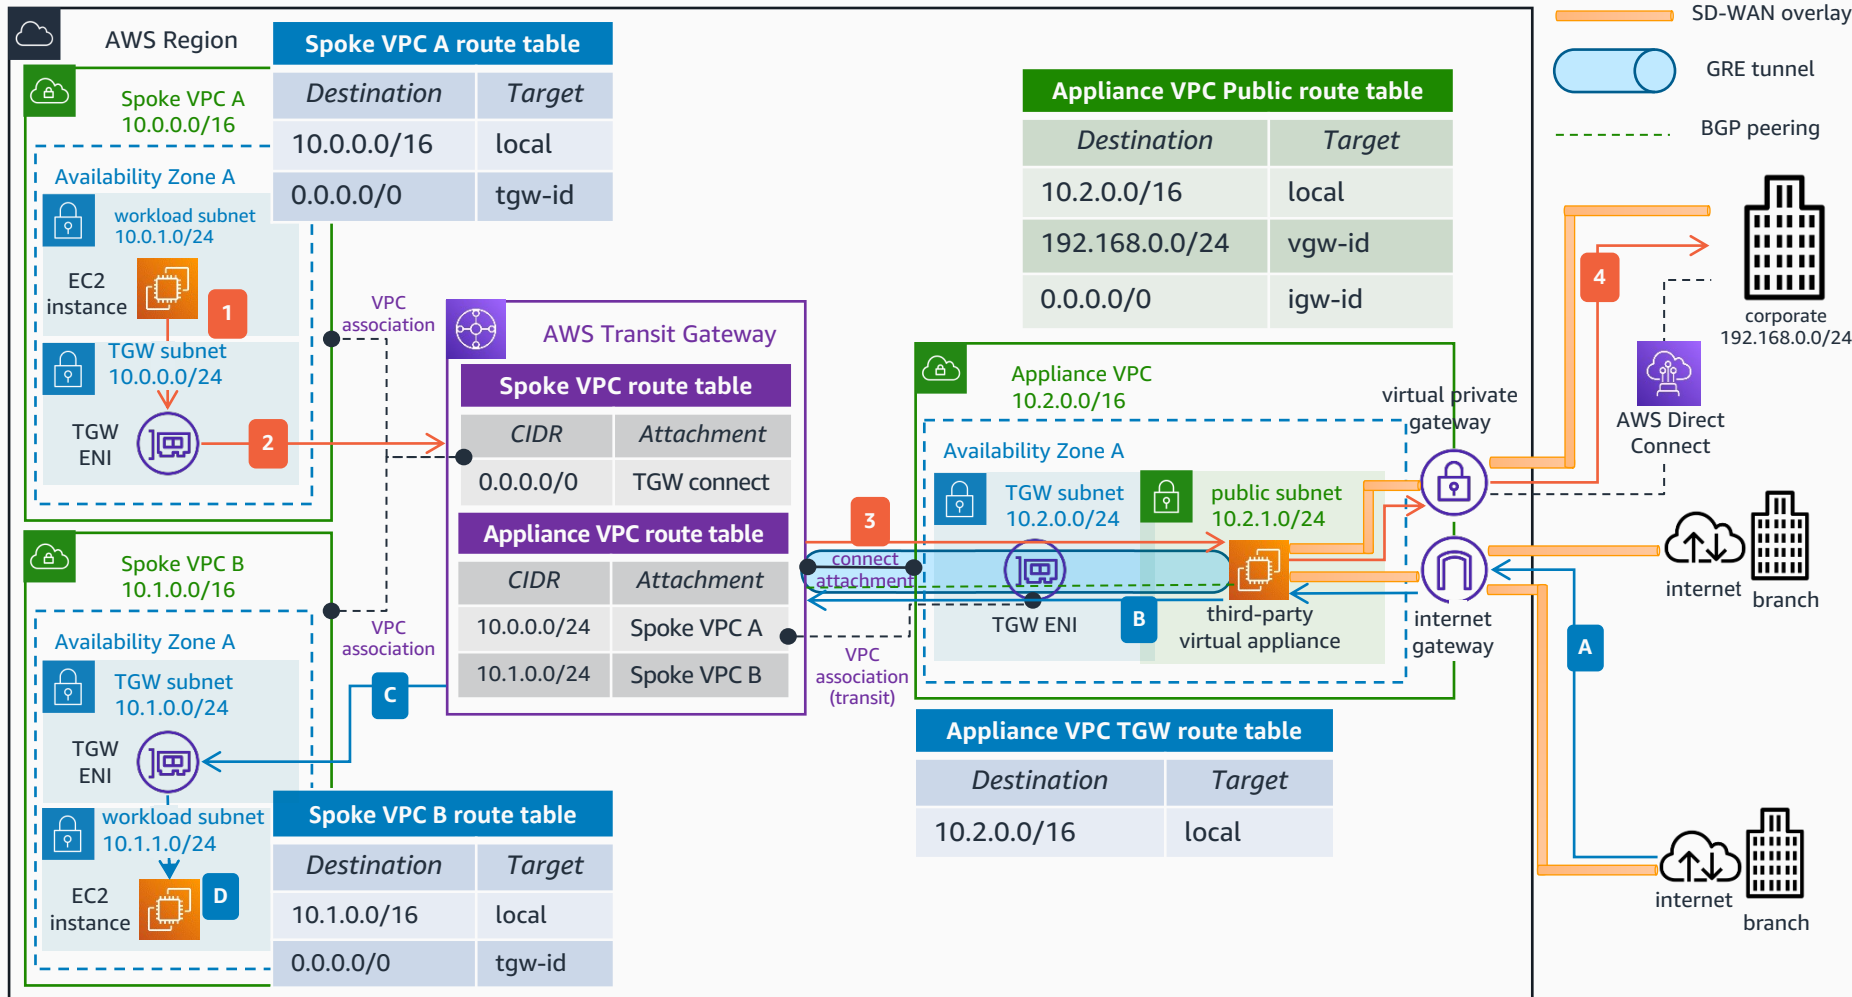 AWS Region
Spoke VPC A
10.0.0.0/16
Availability Zone A
workload subnet
10.0.1.0/24
EC2
instance
1
TGW subnet
10.0.0.0/24
TGW
ENI
2
Spoke VPC A route table
Destination Target
10.0.0.0/16 local
0.0.0.0/0 tgw-id
VPC
association
Spoke VPC B
10.1.0.0/16
Availability Zone A
TGW subnet
10.1.0.0/24
TGW
ENI
workload subnet
10.1.1.0/24
EC2
instance
D
C
VPC
association
Spoke VPC B route table
Destination Target
10.1.0.0/16 local
0.0.0.0/0 tgw-id
AWS Transit Gateway
Spoke VPC route table
CIDR Attachment
0.0.0.0/0 TGW connect
Appliance VPC route table
CIDR Attachment
10.0.0.0/24 Spoke VPC A
10.1.0.0/24 Spoke VPC B
3
connect
attachment
B
VPC
association
(transit)
Appliance VPC Public route table
Destination Target
10.2.0.0/16 local
192.168.0.0/24 vgw-id
0.0.0.0/0 igw-id
Appliance VPC
10.2.0.0/16
Availability Zone A
TGW subnet
10.2.0.0/24
TGW ENI
public subnet
10.2.1.0/24
third-party
virtual appliance
virtual private
gateway
internet
gateway
Appliance VPC TGW route table
Destination Target
10.2.0.0/16 local
SD-WAN overlay
GRE tunnel
BGP peering
4
corporate
192.168.0.0/24
AWS Direct
Connect
internet
branch
A
internet
branch